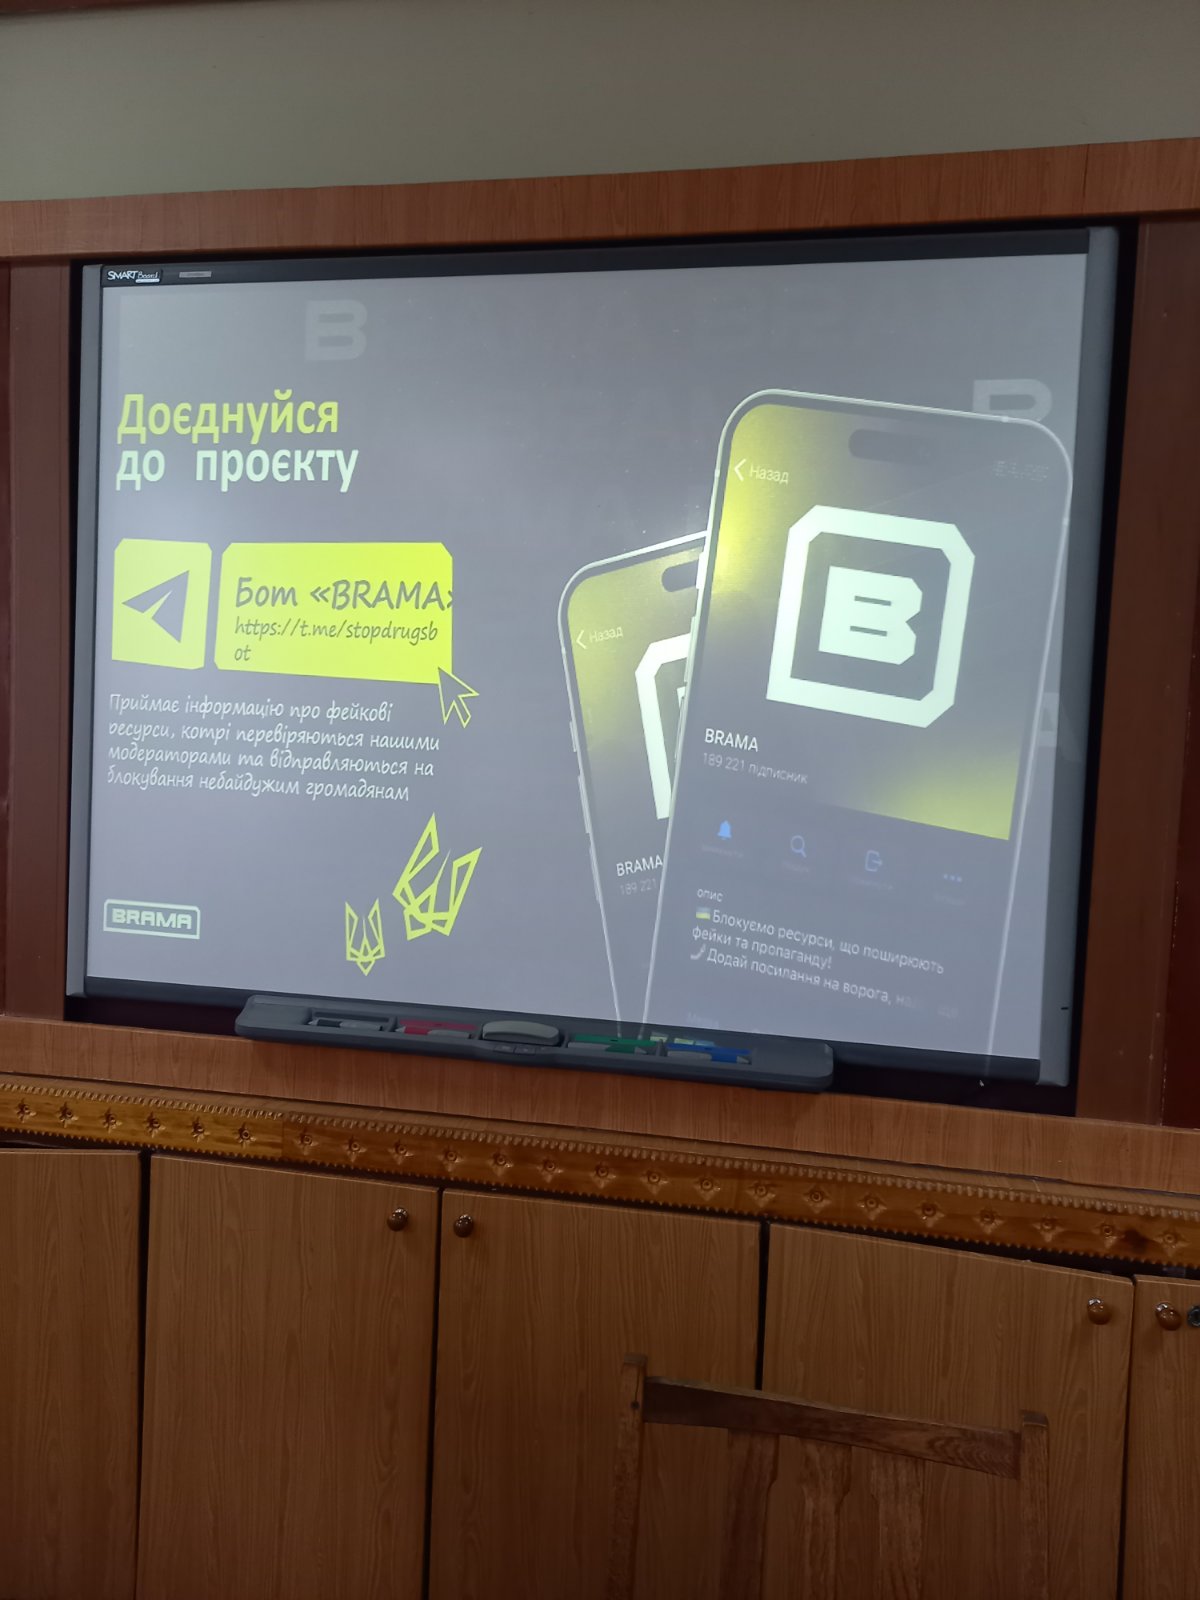 SMART Board
B
B
Доєднуйся
до проєкту
Бот «BRAMA»
https://t.me/stopdrugsb
ot
Приймає інформацію про фейкові
ресурси, котрі перевіряються нашими
модераторами та відправляються на
блокування небайдужим громадянам
BRAMA
Назад
BRAMA
189 221
Назад
B
BRAMA
189 221 підписник
опис
🇺🇦Блокуємо ресурси, що поширюють
фейки та пропаганду!
Додай посилання на ворога,